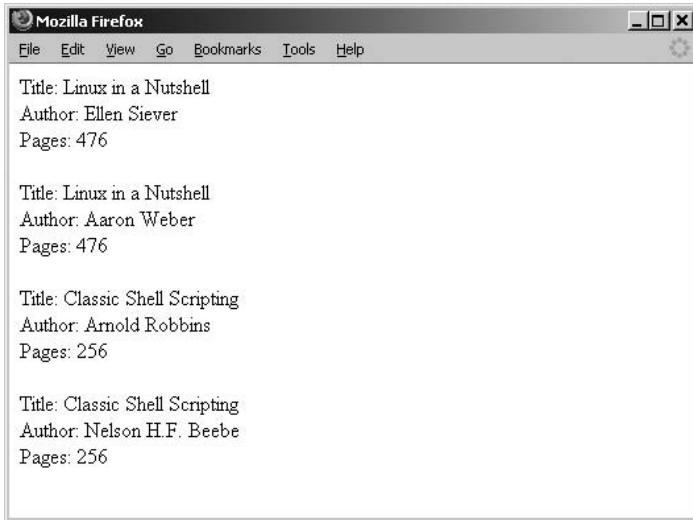 Mozilla Firefox
File Edit View Go Bookmarks Tools Help
Title: Linux in a Nutshell
Author: Ellen Siever
Pages: 476
Title: Linux in a Nutshell
Author: Aaron Weber
Pages: 476
Title: Classic Shell Scripting
Author: Arnold Robbins
Pages: 256
Title: Classic Shell Scripting
Author: Nelson H.F. Beebe
Pages: 256